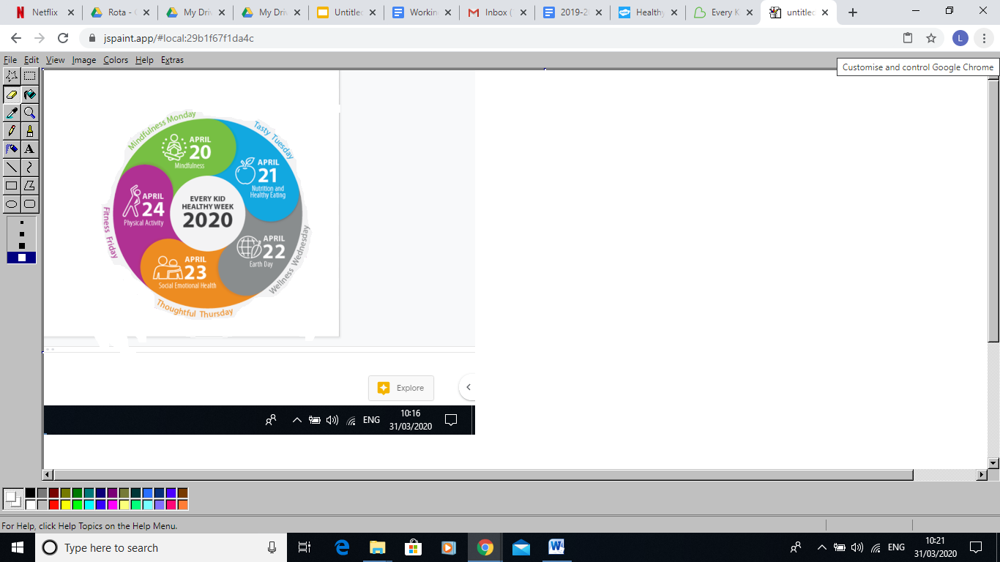 Netflix
Rota - 
My Driv
My Driv
Untitled
Working
Inbox (
2019-2
Healthy
Every K
untitled
jspaint.app/#local:29b1f67f1da4c
L
File Edit View Image Colors Help Extras
Customise and control Google Chrome
A
Mindfulness Monday
Tasty Tuesday
APRIL
20
Mindfulness
APRIL
21
Nutrition and
Healthy Eating
APRIL
24
Physical Activity
EVERY KID
HEALTHY WEEK
2020
Fitness Friday
Wellness Wednesday
APRIL
22
Earth Day
APRIL
23
Social Emotional Health
Thoughtful Thursday
Explore
ENG
10:16
31/03/2020
For Help, click Help Topics on the Help Menu.
Type here to search
ENG
10:21
31/03/2020